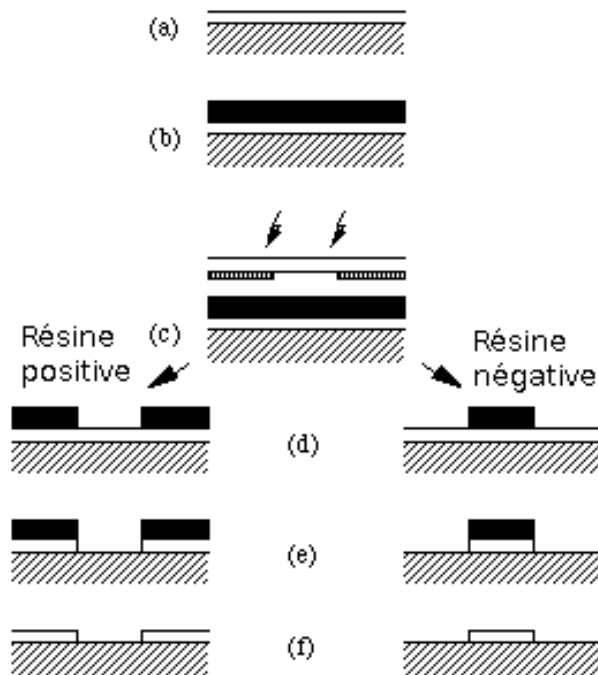 (a)
(b)
(c)
Résine
positive
Résine
négative
(d)
(e)
(f)